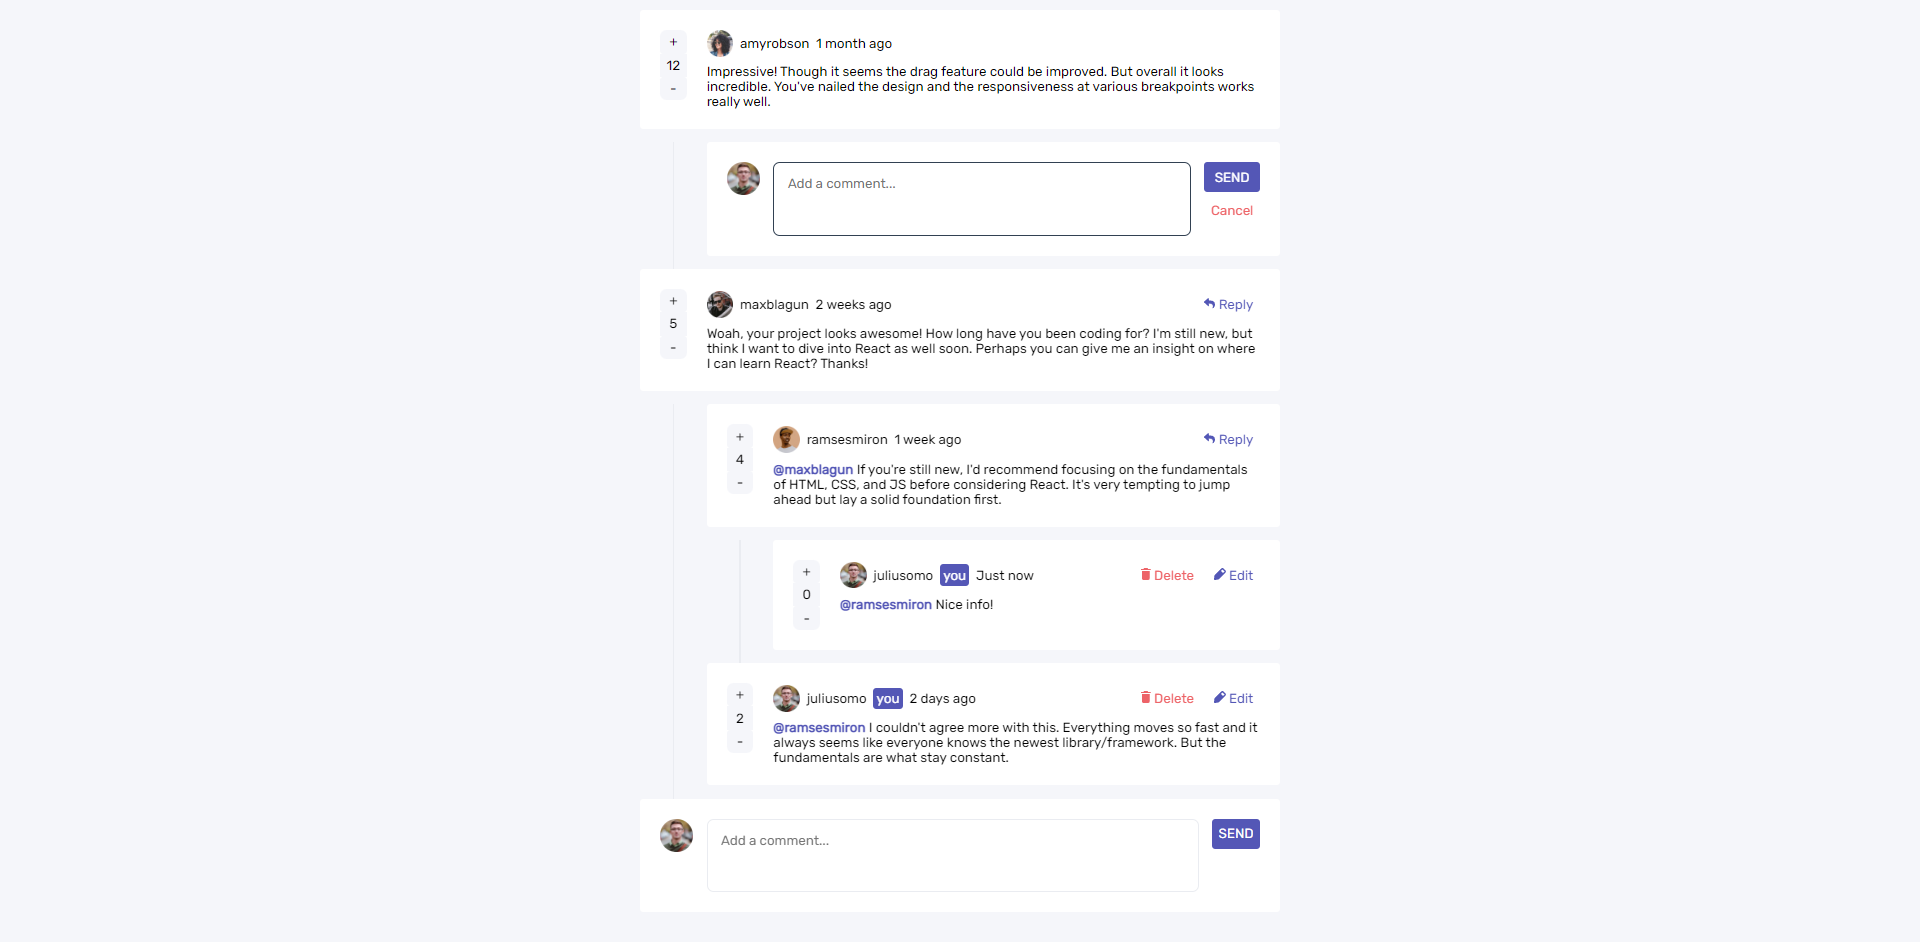 +
12
-
amyrobson 1 month ago
Impressive! Though it seems the drag feature could be improved. But overall it looks
incredible. You've nailed the design and the responsiveness at various breakpoints works
really well.
Add a comment...
SEND
Cancel
+
5
-
maxblagun 2 weeks ago
Reply
Woah, your project looks awesome! How long have you been coding for? I'm still new, but
think I want to dive into React as well soon. Perhaps you can give me an insight on where
I can learn React? Thanks!
+
4
-
ramsesmiron 1 week ago
Reply
@maxblagun If you're still new, I'd recommend focusing on the fundamentals
of HTML, CSS, and JS before considering React. It's very tempting to jump
ahead but lay a solid foundation first.
+
0
-
juliusomo you Just now
Delete Edit
@ramsesmiron Nice info!
+
2
-
juliusomo you 2 days ago
Delete Edit
@ramsesmiron I couldn't agree more with this. Everything moves so fast and it
always seems like everyone knows the newest library/framework. But the
fundamentals are what stay constant.
Add a comment...
SEND